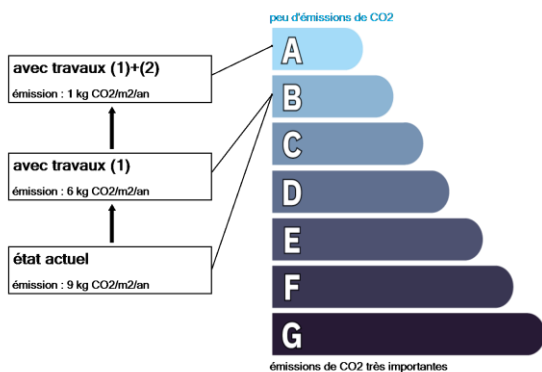 peu d'émissions de CO2
avec travaux (1)+(2)
émission : 1 kg CO2/m2/an
avec travaux (1)
émission : 6 kg CO2/m2/an
état actuel
émission : 9 kg CO2/m2/an
A
B
C
D
E
F
G
émissions de CO2 très importantes